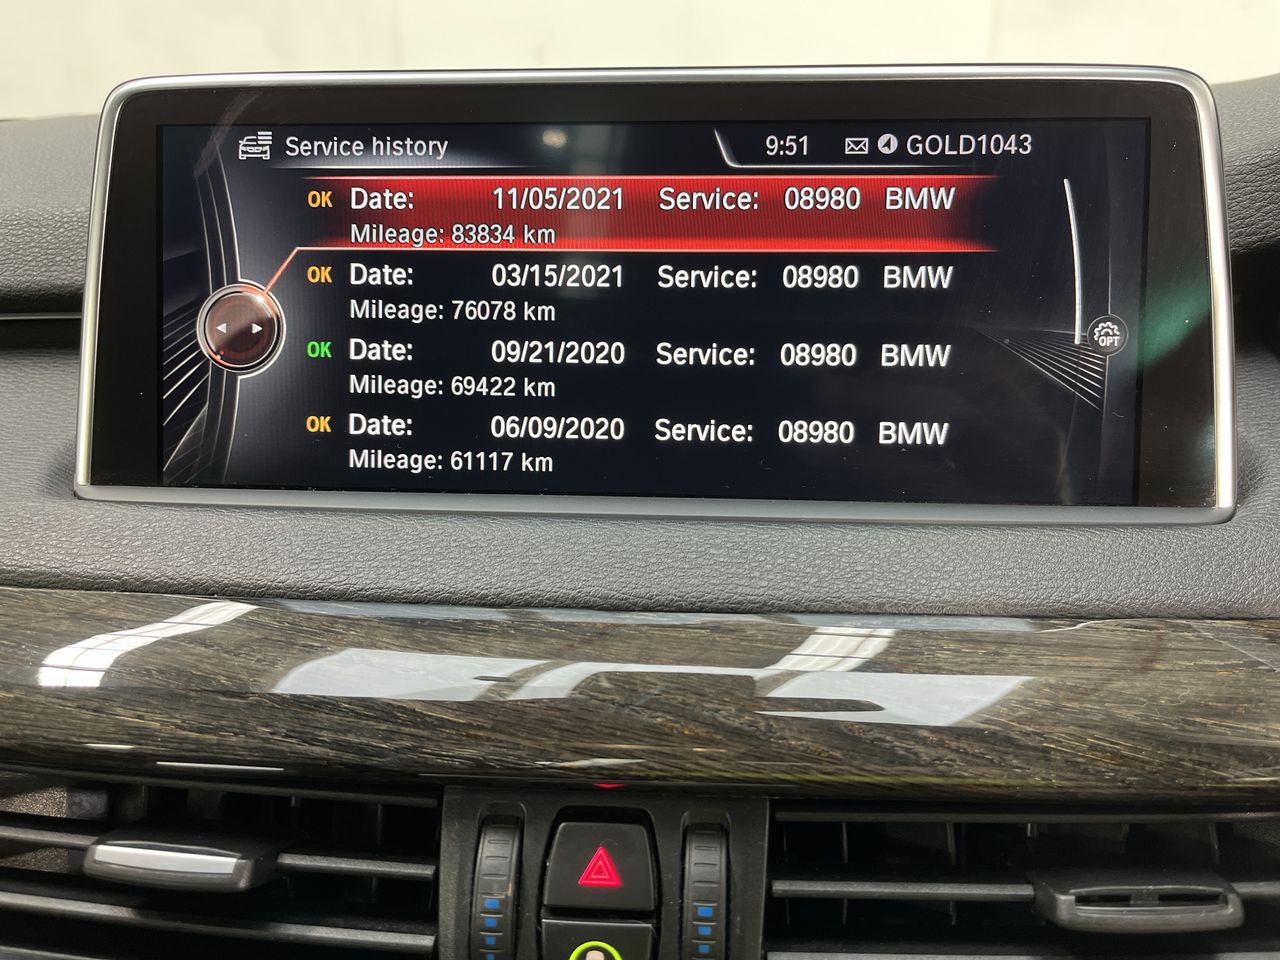 Service history 9:51 GOLD1043
OK Date: 11/05/2021 Service: 08980 BMW
Mileage: 83834 km
OK Date: 03/15/2021 Service: 08980 BMW
Mileage: 76078 km
OPT
OK Date: 09/21/2020 Service: 08980 BMW
Mileage: 69422 km
OK Date: 06/09/2020 Service: 08980 BMW
Mileage: 61117 km